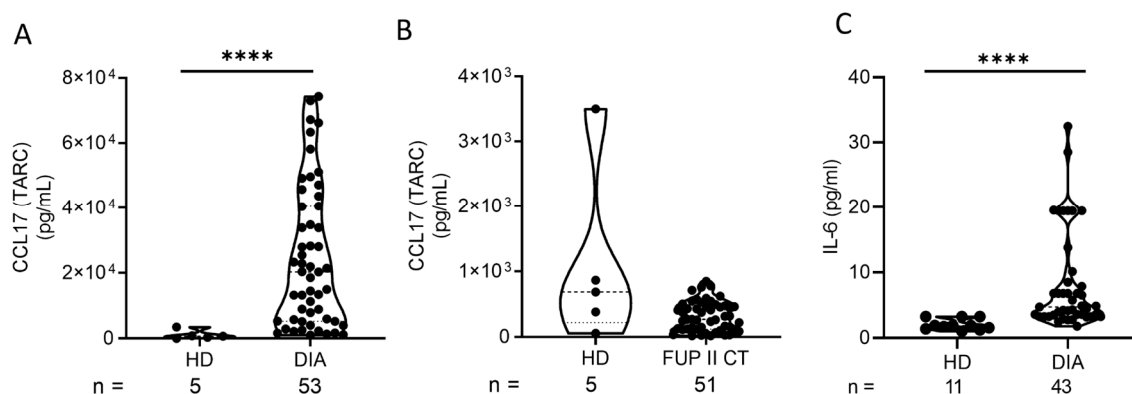 A
CCL17 (TARC)
(pg/mL)
8×10⁴
6×10⁴
4×10⁴
2×10⁴
0
****
HD DIA
n = 5 53
B
CCL17 (TARC)
(pg/mL)
4×10³
3×10³
2×10³
1×10³
0
HD FUP II CT
n = 5 51
C
IL-6 (pg/ml)
40
30
20
10
0
****
HD DIA
n = 11 43